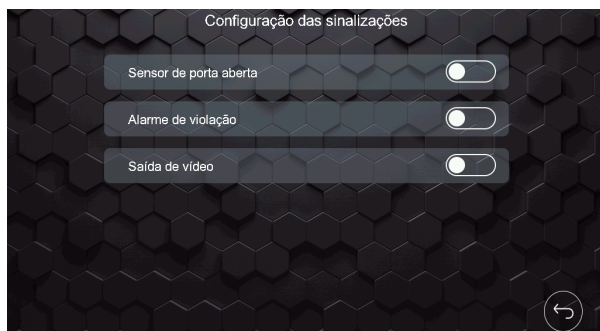 Configuração das sinalizações
Sensor de porta aberta
Alarme de violação
Saída de vídeo